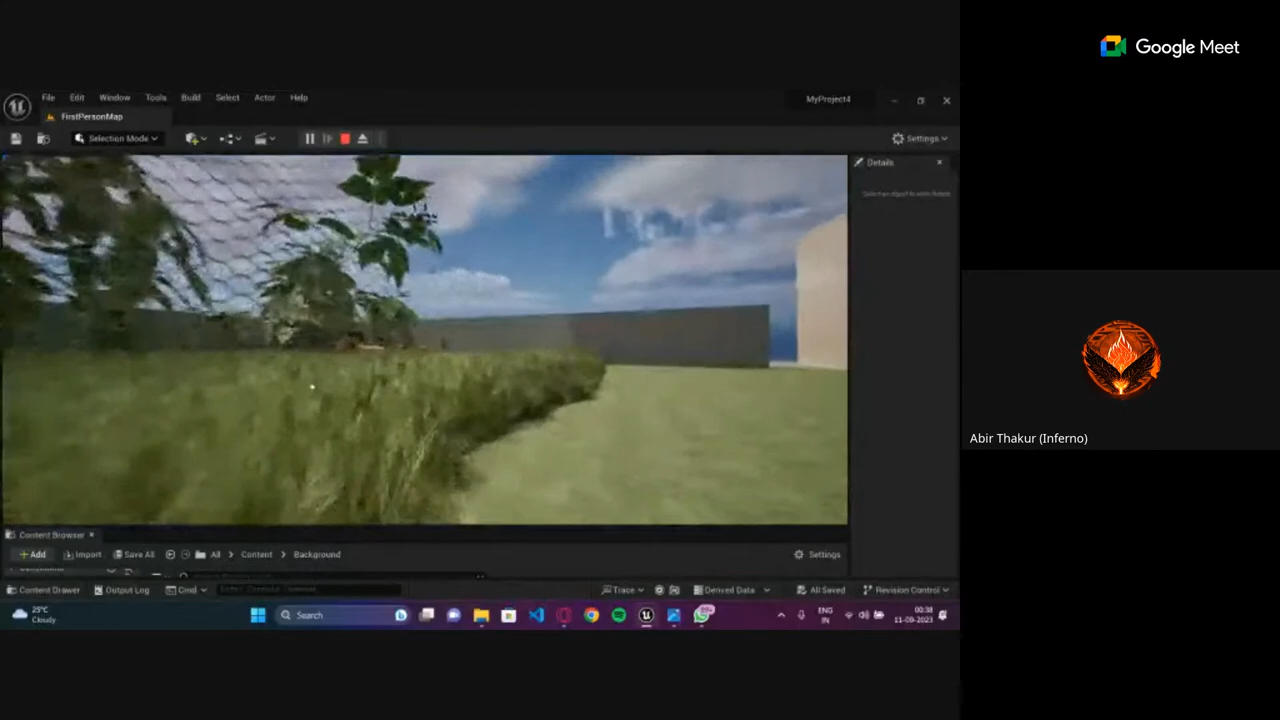 Google Meet
File Edit Window Tools Build Select Actor Help
MyProject4
FirstPersonMap
Selection Mode
Settings
Details
Abir Thakur (Inferno)
Content Browser
Add Import Save All All Content Background Settings
Content Drawer Output Log Cmd Trace Derived Data All Saved Revision Control
25°C
Cloudy
Search
99+
ENG
IN
00:38
11-09-2023